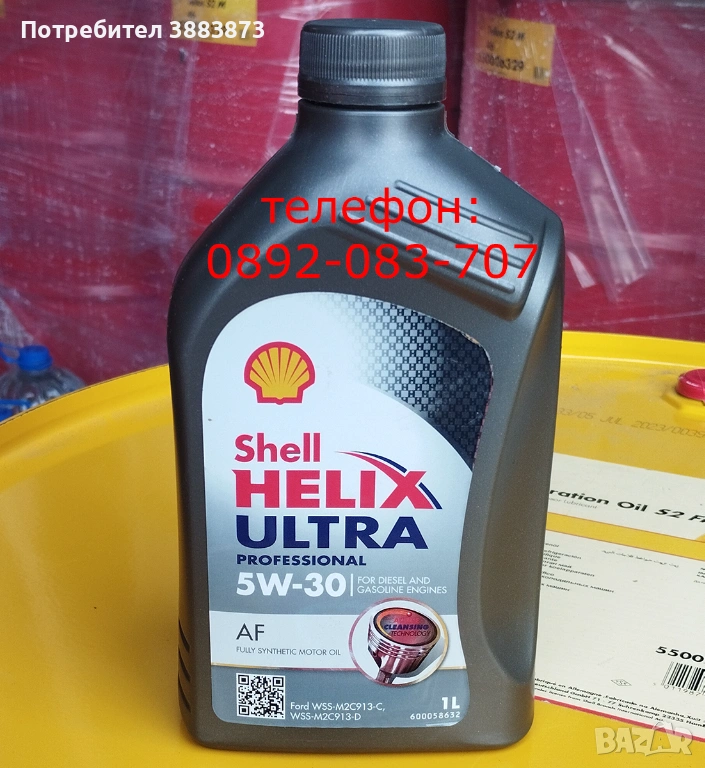 Потребител 3883873
телефон:
0892-083-707
Shell
HELIX
ULTRA
PROFESSIONAL
5W-30
FOR DIESEL AND
GASOLINE ENGINES
AF
FULLY SYNTHETIC MOTOR OIL
CLEANSING
TECHNOLOGY
Ford WSS-M2C913-C,
WSS-M2C913-D
1L
600058632
ration Oil S2 F
5500
BAZAR